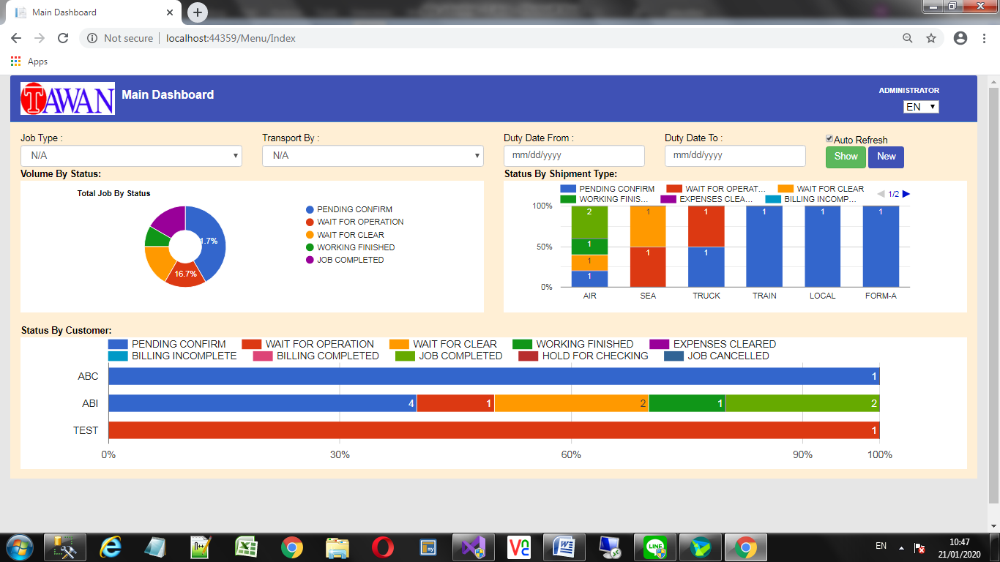 Main Dashboard
Not secure localhost:44359/Menu/Index
Apps
TAWAN Main Dashboard ADMINISTRATOR
EN
Job Type : Transport By : Duty Date From : Duty Date To : Auto Refresh
N/A N/A mm/dd/yyyy mm/dd/yyyy Show New
Volume By Status: Status By Shipment Type:
Total Job By Status
PENDING CONFIRM
WAIT FOR OPERATION
WAIT FOR CLEAR
WORKING FINISHED
JOB COMPLETED
1.7%
16.7%
PENDING CONFIRM WAIT FOR OPERAT... WAIT FOR CLEAR
WORKING FINIS... EXPENSES CLEA... BILLING INCOMP...
1/2
100% 2 1 1 1 1 1
50% 1 1 1
1
0% 1
AIR SEA TRUCK TRAIN LOCAL FORM-A
Status By Customer:
PENDING CONFIRM WAIT FOR OPERATION WAIT FOR CLEAR WORKING FINISHED EXPENSES CLEARED
BILLING INCOMPLETE BILLING COMPLETED JOB COMPLETED HOLD FOR CHECKING JOB CANCELLED
ABC 1
ABI 4 1 2 1 2
TEST 1
0% 30% 60% 90% 100%
EN 10:47
21/01/2020